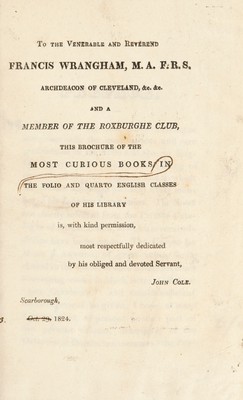 To the Venerable and Reverend
FRANCIS WRANGHAM, M.A. F.R.S.
ARCHDEACON OF CLEVELAND, &c. &c.
AND A
MEMBER OF THE ROXBURGHE CLUB,
THIS BROCHURE OF THE
MOST CURIOUS BOOKS IN
THE FOLIO AND QUARTO ENGLISH CLASSES
OF HIS LIBRARY
is, with kind permission,
most respectfully dedicated
by his obliged and devoted Servant,
JOHN COLE.
Scarborough,
1824.